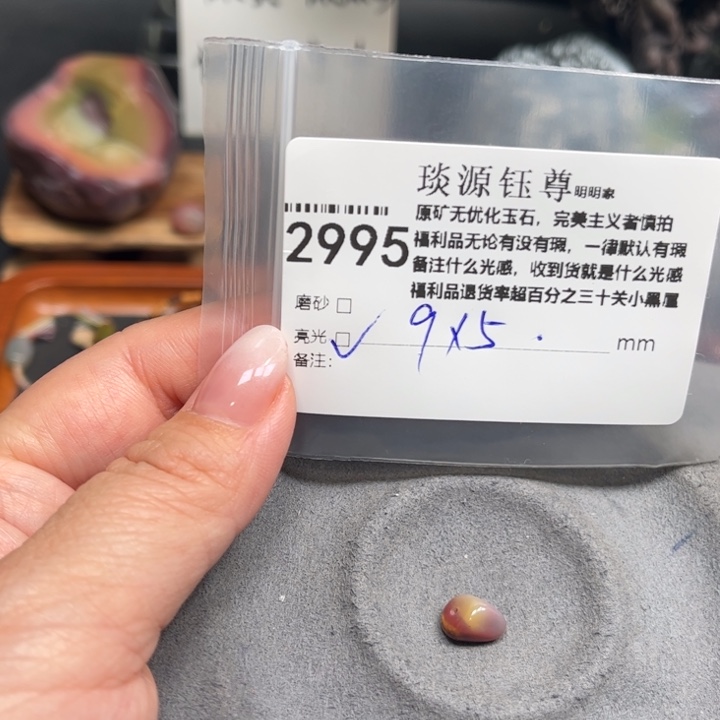 琰源钰尊明明家
原矿无优化玉石，完美主义者慎拍
2995
福利品无论有没有瑕，一律默认有瑕
备注什么光感，收到货就是什么光感
福利品退货率超百分之三十关小黑屋
磨砂 □
亮光 □ ✓ 9x5. mm
备注：